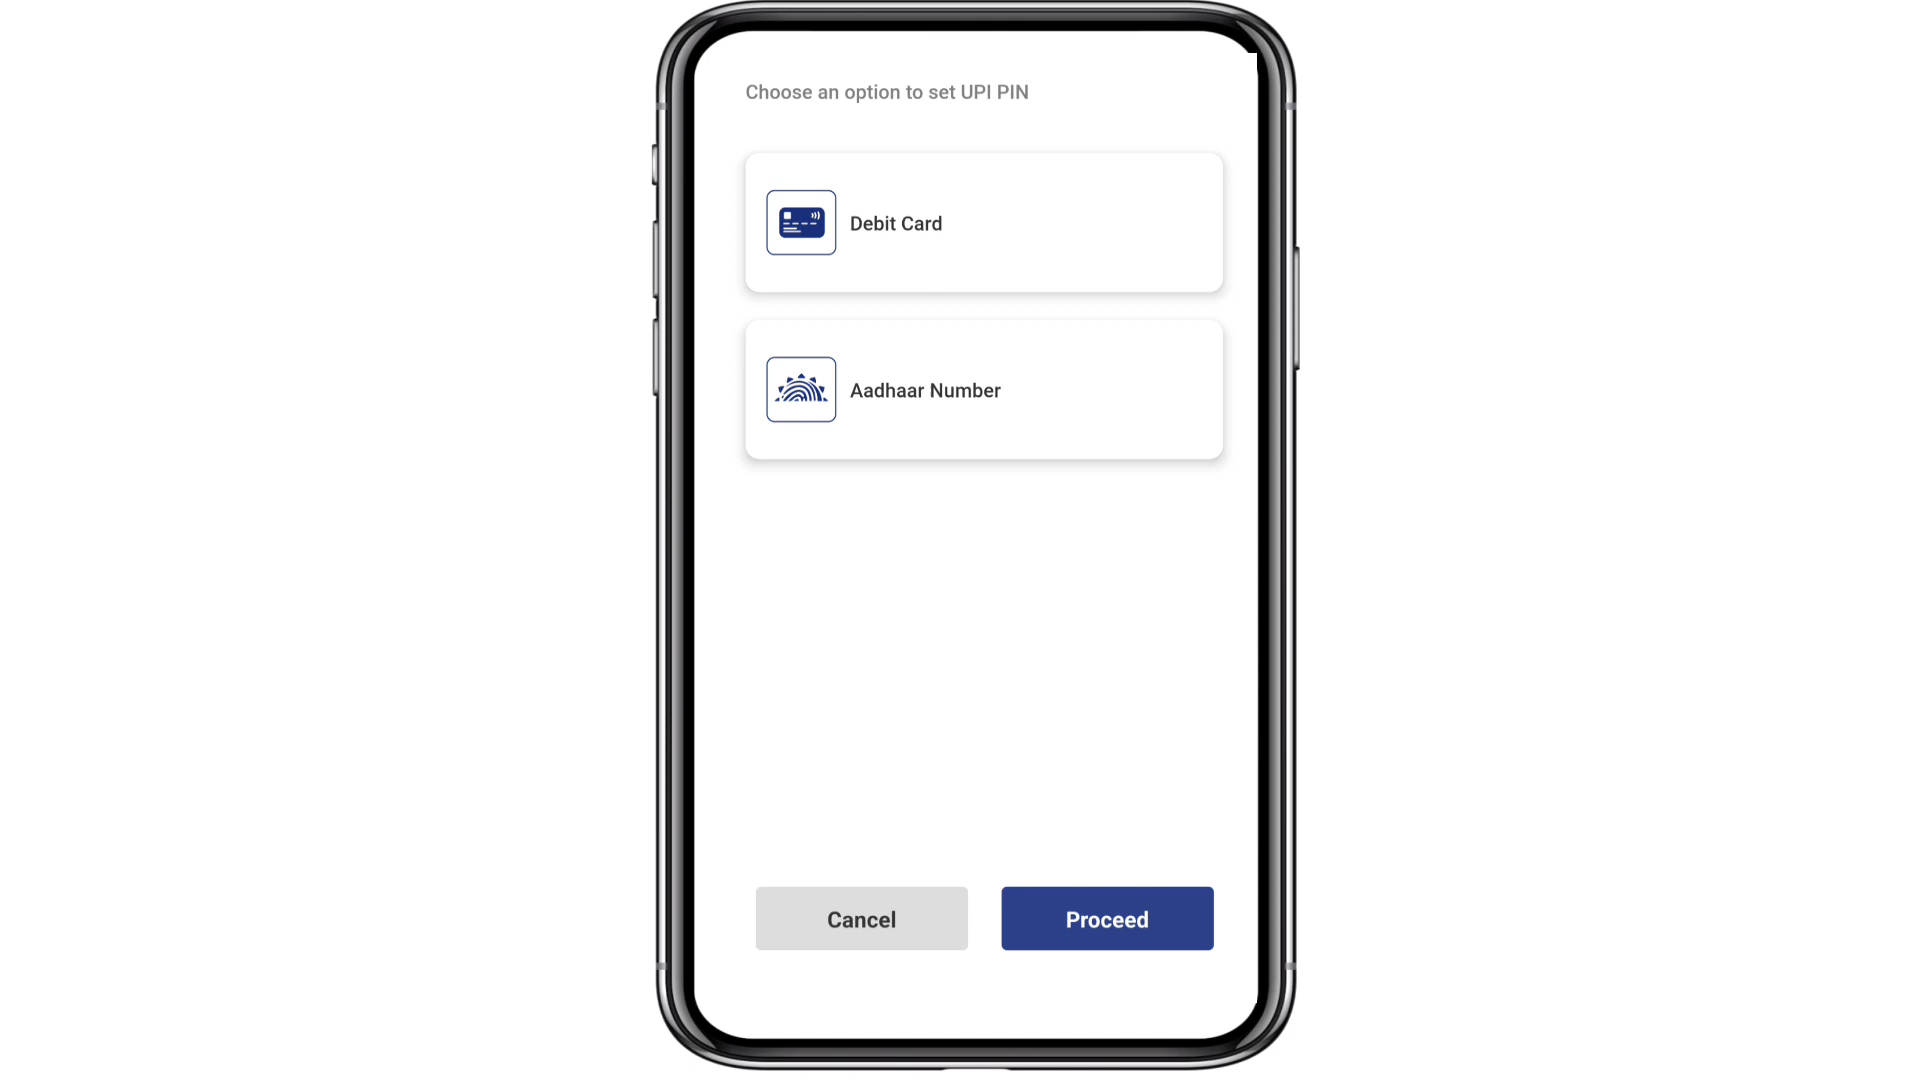 Choose an option to set UPI PIN
Debit Card
Aadhaar Number
Cancel
Proceed